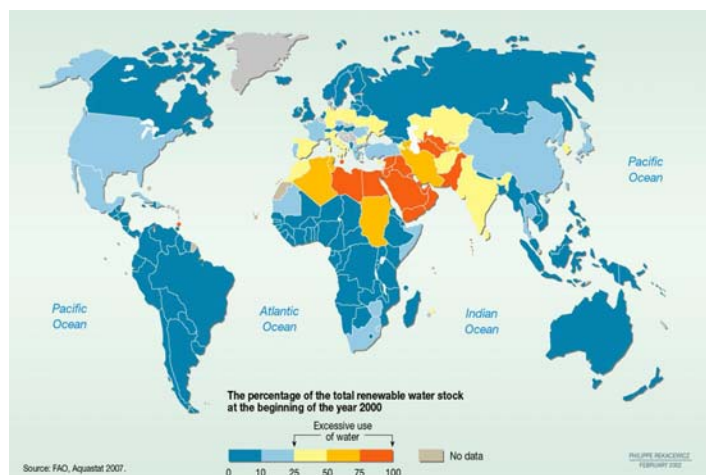 Pacific
Ocean
Pacific
Ocean
Atlantic
Ocean
Indian
Ocean
The percentage of the total renewable water stock
at the beginning of the year 2000
Excessive use
of water
No data
0 10 25 50 75 100
Source: FAO, Aquastat 2007.
PHILIPPE REKACEWICZ
FEBRUARY 2002